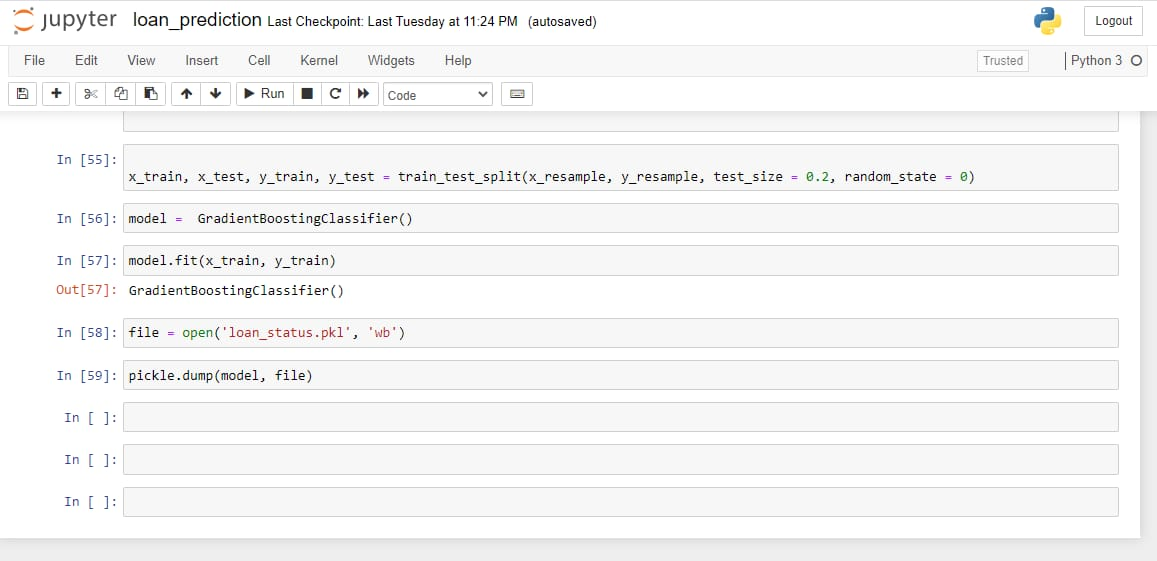 jupyter loan_prediction Last Checkpoint: Last Tuesday at 11:24 PM (autosaved) Logout
File Edit View Insert Cell Kernel Widgets Help Trusted Python 3
Run Code
In [55]:
x_train, x_test, y_train, y_test = train_test_split(x_resample, y_resample, test_size = 0.2, random_state = 0)
In [56]: model =  GradientBoostingClassifier()
In [57]: model.fit(x_train, y_train)
Out[57]: GradientBoostingClassifier()
In [58]: file = open('loan_status.pkl', 'wb')
In [59]: pickle.dump(model, file)
In [ ]:
In [ ]:
In [ ]: